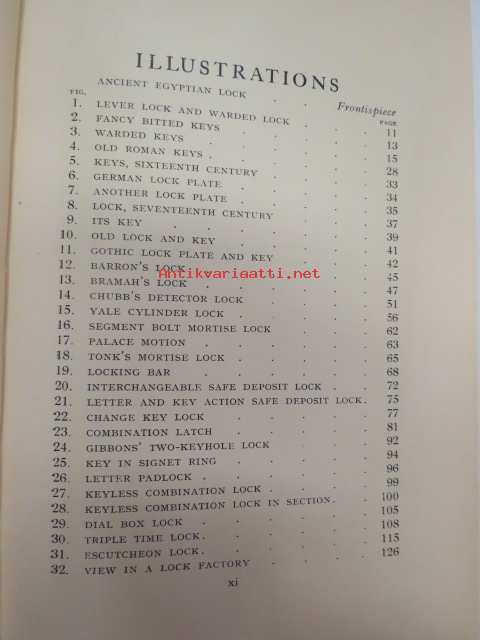 ILLUSTRATIONS
ANCIENT EGYPTIAN LOCK . . Frontispiece
FIG. PAGE
1. LEVER LOCK AND WARDED LOCK . . . . 11
2. FANCY BITTED KEYS . . . . 13
3. WARDED KEYS . . . . 15
4. OLD ROMAN KEYS . . . . 28
5. KEYS, SIXTEENTH CENTURY . . . . 33
6. GERMAN LOCK PLATE . . . . 34
7. ANOTHER LOCK PLATE . . . . 35
8. LOCK, SEVENTEENTH CENTURY . . . . 37
9. ITS KEY . . . . 39
10. OLD LOCK AND KEY . . . . 41
11. GOTHIC LOCK PLATE AND KEY . . . 42
12. BARRON'S LOCK . . . . 45
13. BRAMAH'S LOCK . . . . 47
14. CHUBB'S DETECTOR LOCK . . . . 51
15. YALE CYLINDER LOCK . . . . 56
16. SEGMENT BOLT MORTISE LOCK . . . 62
17. PALACE MOTION . . . . 63
18. TONK'S MORTISE LOCK . . . . 65
19. LOCKING BAR . . . . 68
20. INTERCHANGEABLE SAFE DEPOSIT LOCK . . 72
21. LETTER AND KEY ACTION SAFE DEPOSIT LOCK. 75
22. CHANGE KEY LOCK . . . . 77
23. COMBINATION LATCH . . . . 81
24. GIBBONS' TWO-KEYHOLE LOCK . . . 92
25. KEY IN SIGNET RING . . . . 94
26. LETTER PADLOCK . . . . 96
27. KEYLESS COMBINATION LOCK . . . . 99
28. KEYLESS COMBINATION LOCK IN SECTION. . 100
29. DIAL BOX LOCK . . . . 105
30. TRIPLE TIME LOCK. . . . 108
31. ESCUTCHEON LOCK. . . . 115
32. VIEW IN A LOCK FACTORY . . . . 126
xi
Antikvariaatti.net